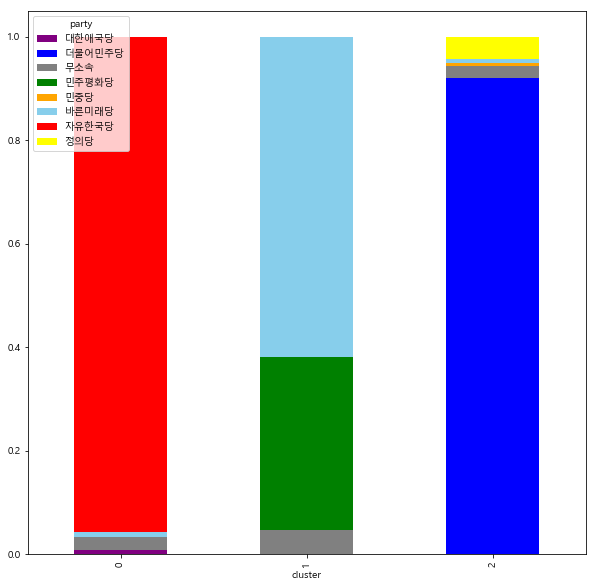 party
대한애국당
더불어민주당
무소속
민주평화당
민중당
바른미래당
자유한국당
정의당
1.0
0.8
0.6
0.4
0.2
0.0
0
1
2
cluster